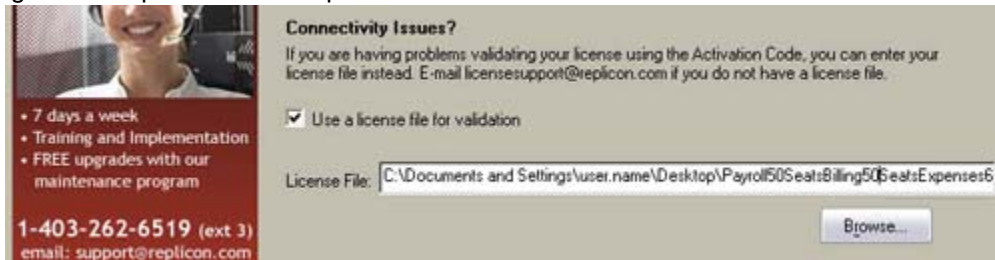 Connectivity Issues?
If you are having problems validating your license using the Activation Code, you can enter your
license file instead. E-mail licensesupport@replicon.com if you do not have a license file.
Use a license file for validation
License File: C:\Documents and Settings\user.name\Desktop\Payroll50SeatsBilling50SeatsExpenses6
Browse...
• 7 days a week
• Training and Implementation
• FREE upgrades with our
maintenance program
1-403-262-6519 (ext 3)
email: support@replicon.com